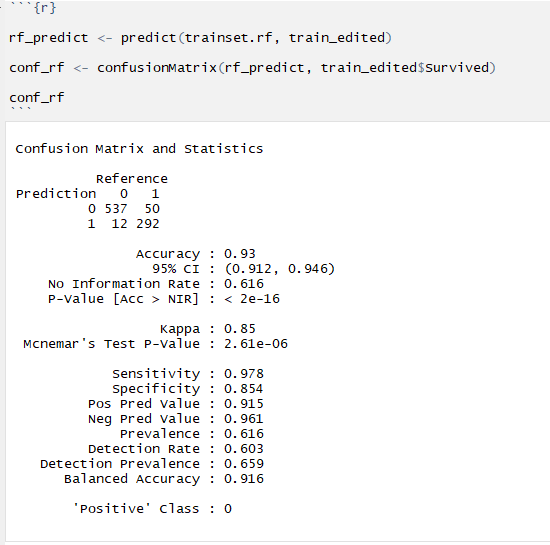 ```{r}
rf_predict <- predict(trainset.rf, train_edited)
conf_rf <- confusionMatrix(rf_predict, train_edited$Survived)
conf_rf
```
Confusion Matrix and Statistics
Reference
Prediction 0 1
0 537 50
1 12 292
Accuracy : 0.93
95% CI : (0.912, 0.946)
No Information Rate : 0.616
P-Value [Acc > NIR] : < 2e-16
Kappa : 0.85
Mcnemar's Test P-Value : 2.61e-06
Sensitivity : 0.978
Specificity : 0.854
Pos Pred Value : 0.915
Neg Pred Value : 0.961
Prevalence : 0.616
Detection Rate : 0.603
Detection Prevalence : 0.659
Balanced Accuracy : 0.916
'Positive' Class : 0